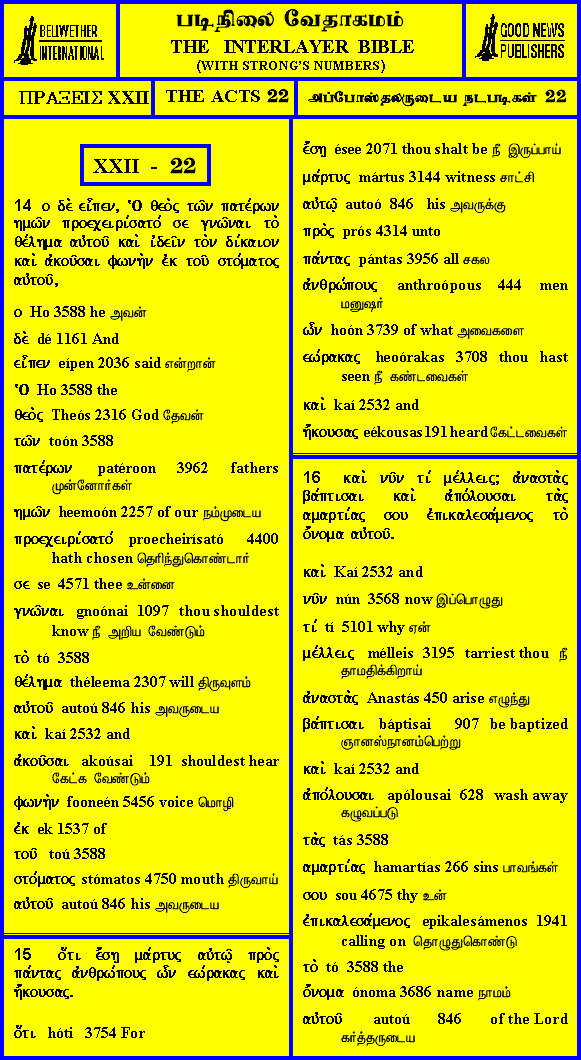 BELLWETHER
INTERNATIONAL
படிநிலை வேதாகமம்
THE INTERLAYER BIBLE
(WITH STRONG'S NUMBERS)
GOOD NEWS
PUBLISHERS
ΠΡΑΞΕΙΣ XXII
THE ACTS 22
அப்போஸ்தலருடைய நடபடிகள் 22
XXII - 22
14 ο δὲ εἶπεν, Ὁ θεὸς τῶν πατέρων
ημῶν προεχειρίσατό σε γνῶναι τὸ
θέλημα αὐτοῦ καὶ ἰδεῖν τὸν δίκαιον
καὶ ἀκοῦσαι φωνὴν ἐκ τοῦ στόματος
αὐτοῦ,
ο Ho 3588 he அவன்
δὲ dé 1161 And
εἶπεν eípen 2036 said என்றான்
Ὁ Ho 3588 the
θεὸς Theós 2316 God தேவன்
τῶν toón 3588
πατέρων patéroon 3962 fathers
முன்னோர்கள்
ημῶν heemoón 2257 of our நம்முடைய
προεχειρίσατό proecheirísató 4400
hath chosen தெரிந்துகொண்டார்
σε se 4571 thee உன்னை
γνῶναι gnoónai 1097 thou shouldest
know நீ அறிய வேண்டும்
τὸ tó 3588
θέλημα théleema 2307 will திருவுளம்
αὐτοῦ autoú 846 his அவருடைய
καὶ kaí 2532 and
ἀκοῦσαι akoúsai 191 shouldest hear
கேட்க வேண்டும்
φωνὴν fooneén 5456 voice மொழி
ἐκ ek 1537 of
τοῦ toú 3588
στόματος stómatos 4750 mouth திருவாய்
αὐτοῦ autoú 846 his அவருடைய
15 ὅτι ἔση μάρτυς αὐτῷ πρὸς
πάντας ἀνθρώπους ὧν εώρακας καὶ
ἤκουσας.
ὅτι hóti 3754 For
ἔση ésee 2071 thou shalt be நீ இருப்பாய்
μάρτυς mártus 3144 witness சாட்சி
αὐτῷ autoó 846 his அவருக்கு
πρὸς prós 4314 unto
πάντας pántas 3956 all சகல
ἀνθρώπους anthroópous 444 men
மனுஷர்
ὧν hoón 3739 of what அவைகளை
εώρακας heoórakas 3708 thou hast
seen நீ கண்டவைகள்
καὶ kaí 2532 and
ἤκουσας eékousas 191 heard கேட்டவைகள்
16 καὶ νῦν τί μέλλεις; ἀναστὰς
βάπτισαι καὶ ἀπόλουσαι τὰς
αμαρτίας σου ἐπικαλεσάμενος τὸ
ὄνομα αὐτοῦ.
καὶ Kaí 2532 and
νῦν nún 3568 now இப்பொழுது
τί tí 5101 why ஏன்
μέλλεις mélleis 3195 tarriest thou நீ
தாமதிக்கிறாய்
ἀναστὰς Anastás 450 arise எழுந்து
βάπτισαι báptisai 907 be baptized
ஞானஸ்நானம்பெற்று
καὶ kaí 2532 and
ἀπόλουσαι apólousai 628 wash away
கழுவப்படு
τὰς tás 3588
αμαρτίας hamartías 266 sins பாவங்கள்
σου sou 4675 thy உன்
ἐπικαλεσάμενος epikalesámenos 1941
calling on தொழுதுகொண்டு
τὸ tó 3588 the
ὄνομα ónoma 3686 name நாமம்
αὐτοῦ autoú 846 of the Lord
கர்த்தருடைய